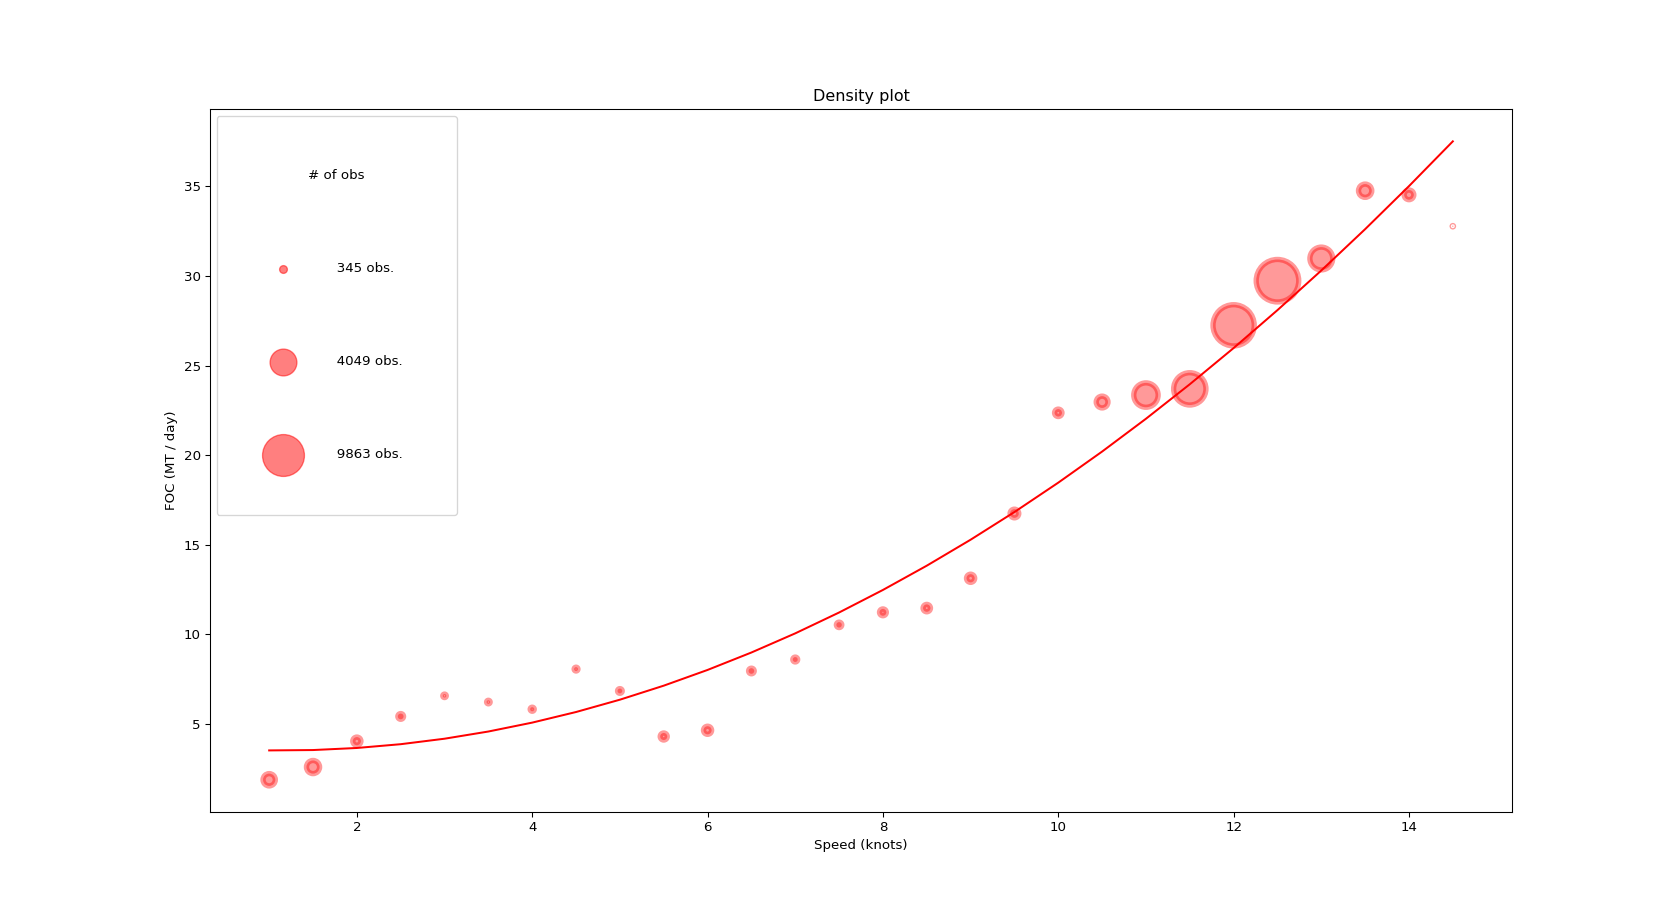 Density plot
# of obs
345 obs.
4049 obs.
9863 obs.
FOC (MT / day)
35
30
25
20
15
10
5
2 4 6 8 10 12 14
Speed (knots)